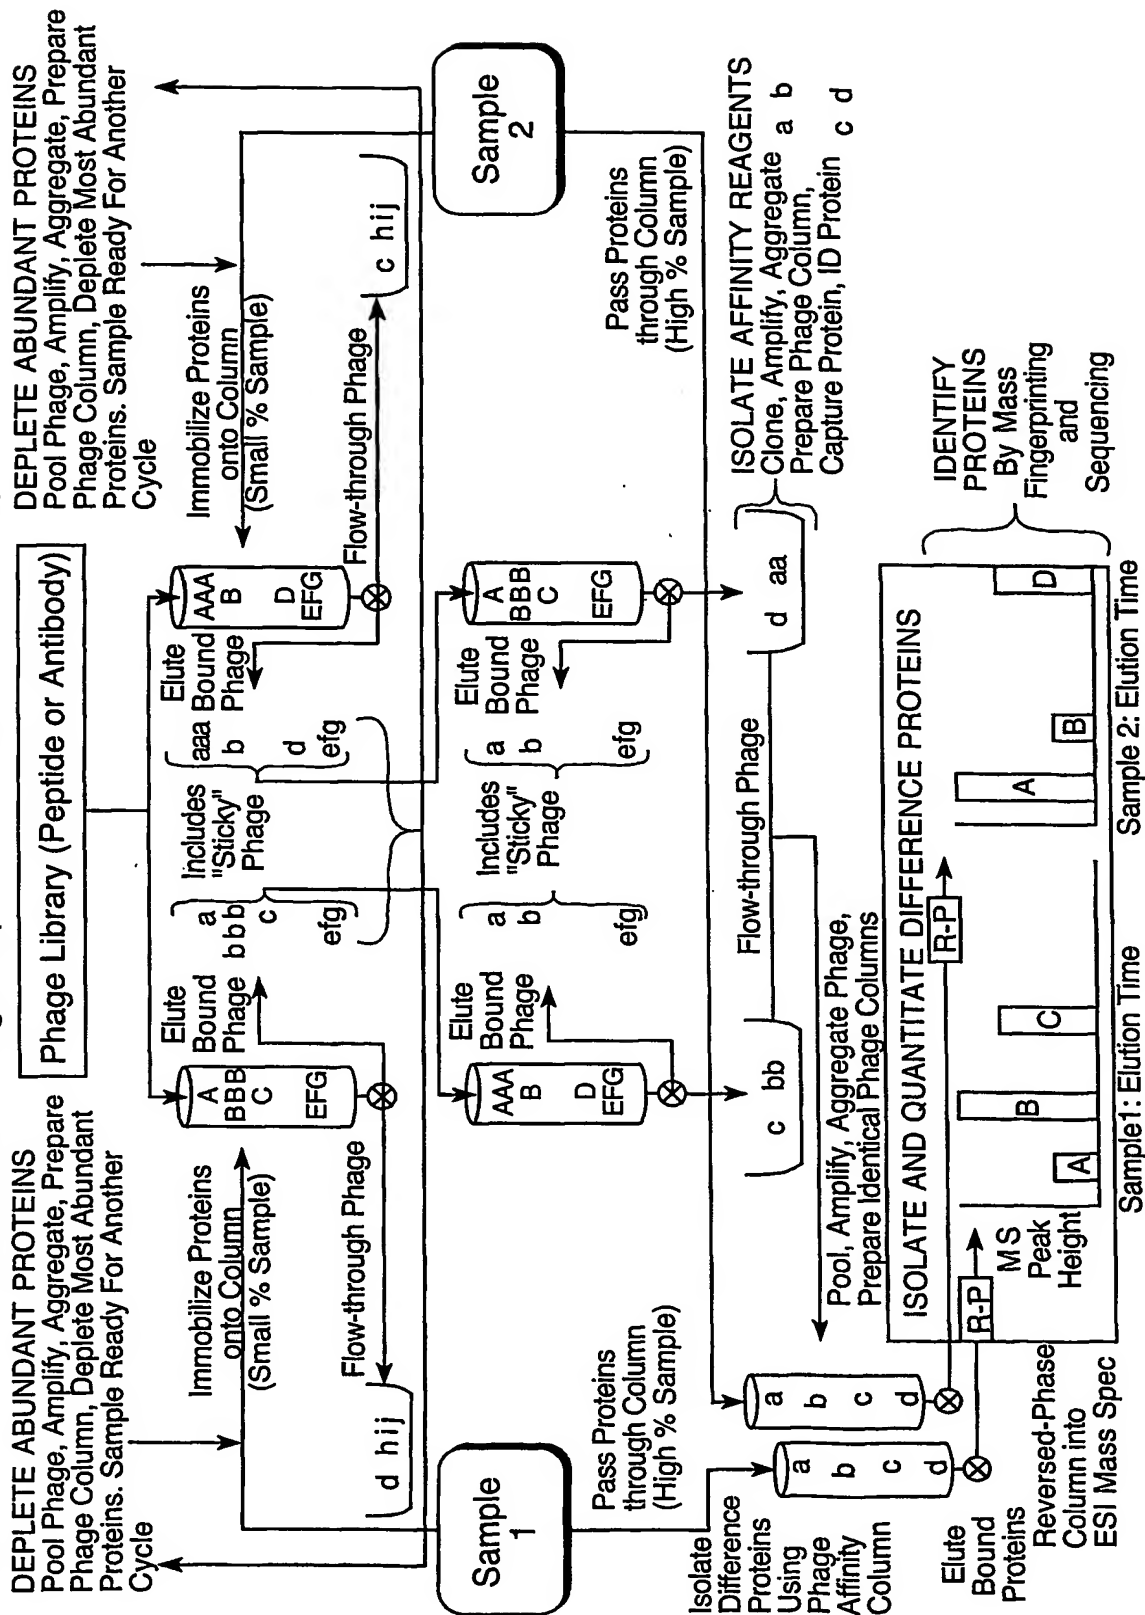 DEPLETE ABUNDANT PROTEINS
Pool Phage, Amplify, Aggregate, Prepare
Phage Column, Deplete Most Abundant
Proteins. Sample Ready For Another
Cycle
Phage Library (Peptide or Antibody)
DEPLETE ABUNDANT PROTEINS
Pool Phage, Amplify, Aggregate, Prepare
Phage Column, Deplete Most Abundant
Proteins. Sample Ready For Another
Cycle
Immobilize Proteins
onto Column
(Small % Sample)
A
BBB
C
EFG
Elute
Bound
Phage
a
bbb
c
efg
Includes
"Sticky"
Phage
aaa
b
d
efg
Elute
Bound
Phage
AAA
B
D
EFG
Immobilize Proteins
onto Column
(Small % Sample)
Flow-through Phage
d hij
Flow-through Phage
c hij
Sample
1
Sample
2
AAA
B
D
EFG
Elute
Bound
Phage
a
b
efg
Includes
"Sticky"
Phage
a
b
efg
Elute
Bound
Phage
A
BBB
C
EFG
Pass Proteins
through Column
(High % Sample)
Pass Proteins
through Column
(High % Sample)
c bb
Flow-through Phage
d aa
ISOLATE AFFINITY REAGENTS
Clone, Amplify, Aggregate a b
Prepare Phage Column,
Capture Protein, ID Protein c d
Isolate
Difference
Proteins
Using
Phage
Affinity
Column
a
b
c
d
a
b
c
d
Pool, Amplify, Aggregate Phage,
Prepare Identical Phage Columns
Elute
Bound
Proteins
Reversed-Phase
Column into
ESI Mass Spec
ISOLATE AND QUANTITATE DIFFERENCE PROTEINS
R-P
R-P
MS
Peak
Height
A
B
C
A
B
D
Sample1: Elution Time
Sample 2: Elution Time
IDENTIFY
PROTEINS
By Mass
Fingerprinting
and
Sequencing